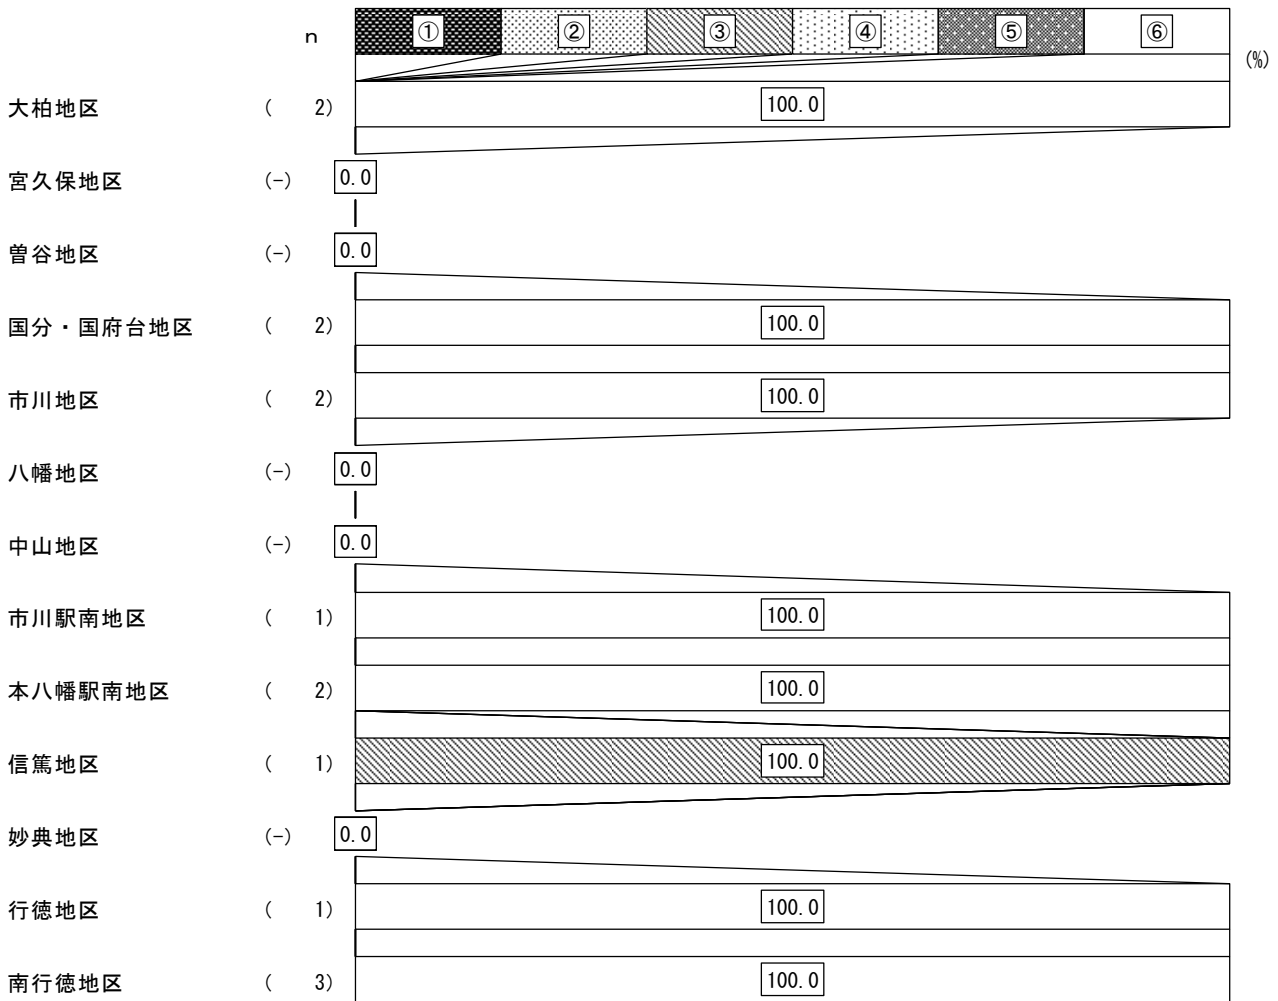 n ① ② ③ ④ ⑤ ⑥
(%)
大柏地区 ( 2) 100.0
宮久保地区 (-) 0.0
曽谷地区 (-) 0.0
国分・国府台地区 ( 2) 100.0
市川地区 ( 2) 100.0
八幡地区 (-) 0.0
中山地区 (-) 0.0
市川駅南地区 ( 1) 100.0
本八幡駅南地区 ( 2) 100.0
信篤地区 ( 1) 100.0
妙典地区 (-) 0.0
行徳地区 ( 1) 100.0
南行徳地区 ( 3) 100.0